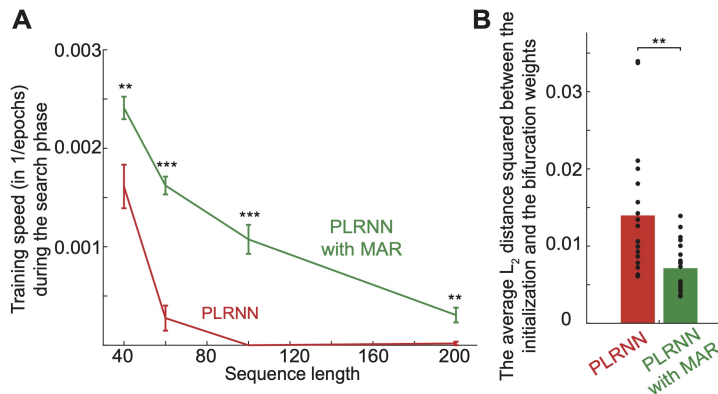 A
Training speed (in 1/epochs)
during the search phase
0.003
0.002
0.001
**
***
***
**
PLRNN
with MAR
PLRNN
40
80
120
160
200
Sequence length
B
The average L2 distance squared between the
initialization and the bifurcation weights
**
0.03
0.02
0.01
0
PLRNN
PLRNN
with MAR